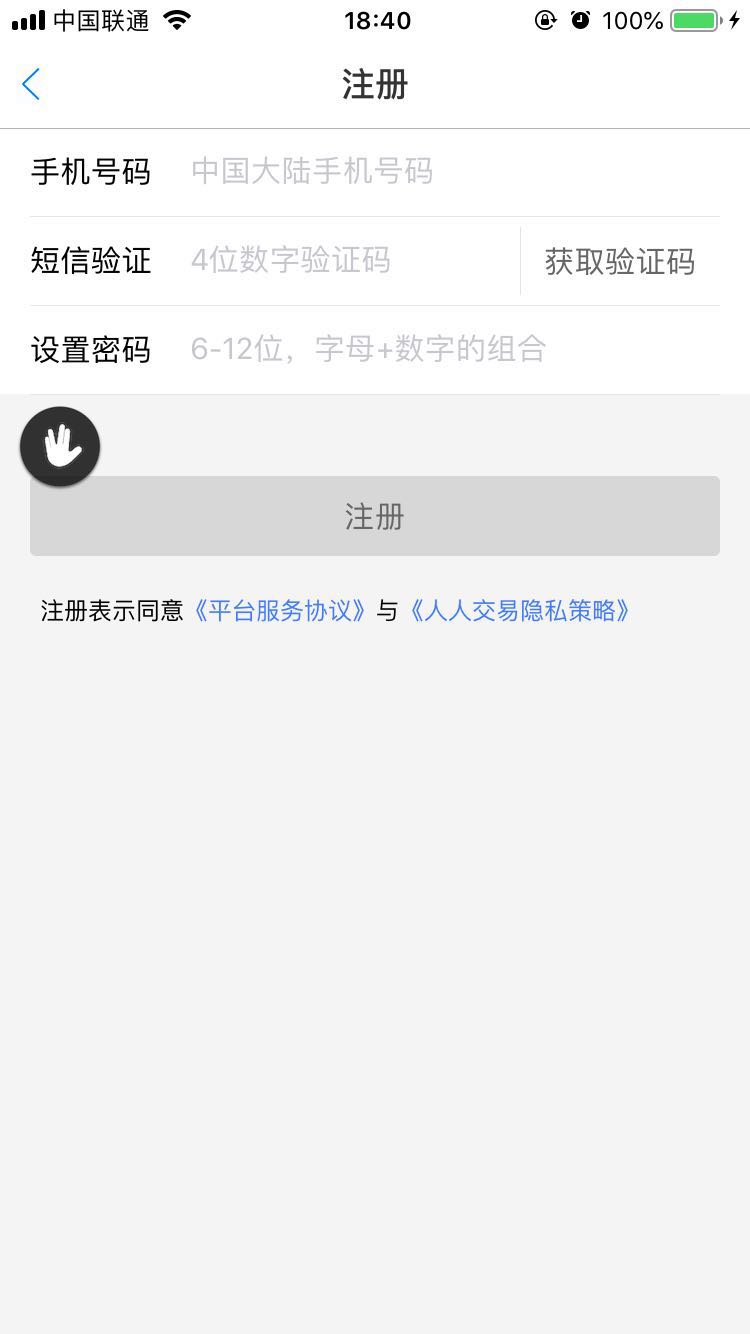 中国联通 18:40 100%
注册
手机号码 中国大陆手机号码
短信验证 4位数字验证码 获取验证码
设置密码 6-12位，字母+数字的组合
注册
注册表示同意《平台服务协议》与《人人交易隐私策略》